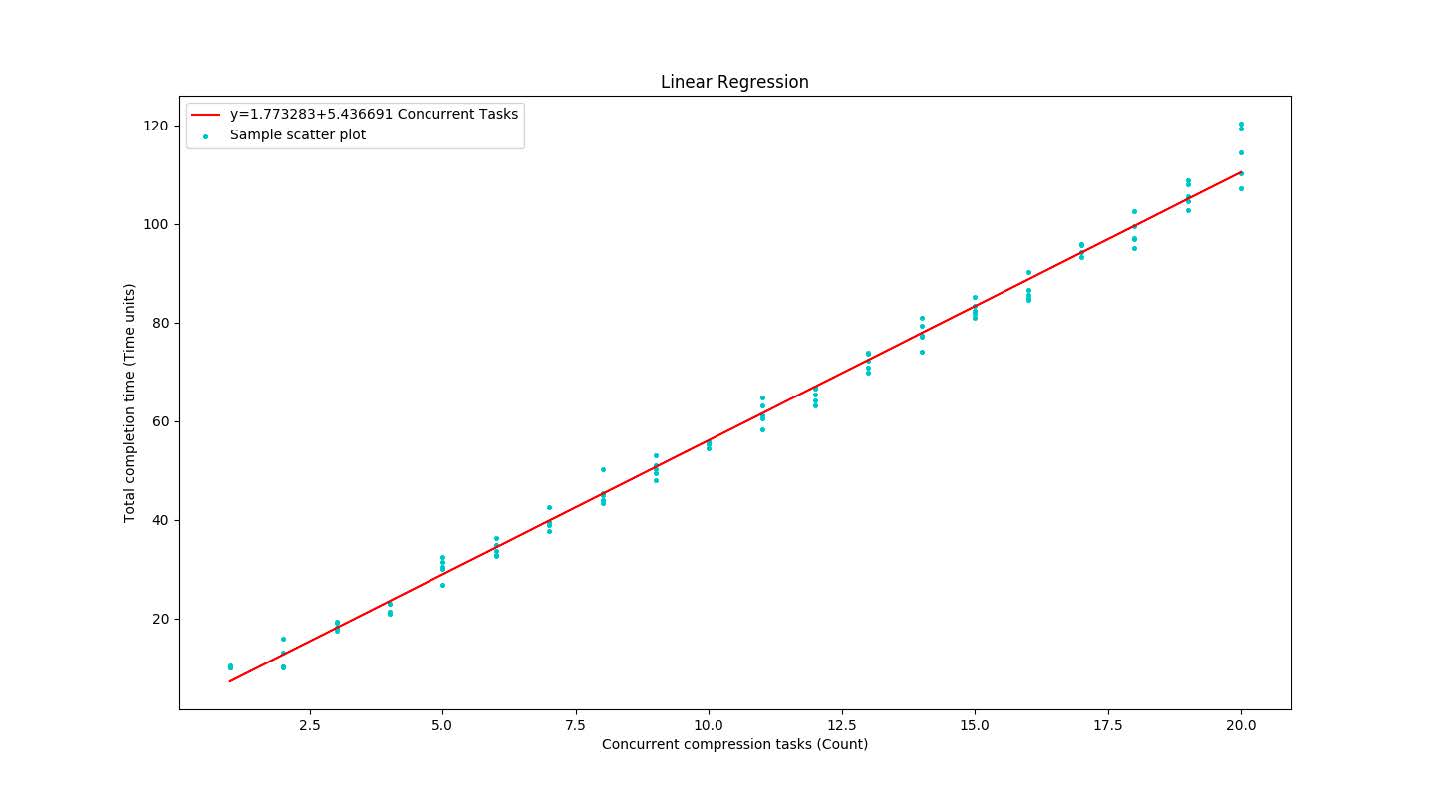 Linear Regression
y=1.773283+5.436691 Concurrent Tasks
Sample scatter plot
120
100
80
60
40
20
Total completion time (Time units)
2.5 5.0 7.5 10.0 12.5 15.0 17.5 20.0
Concurrent compression tasks (Count)